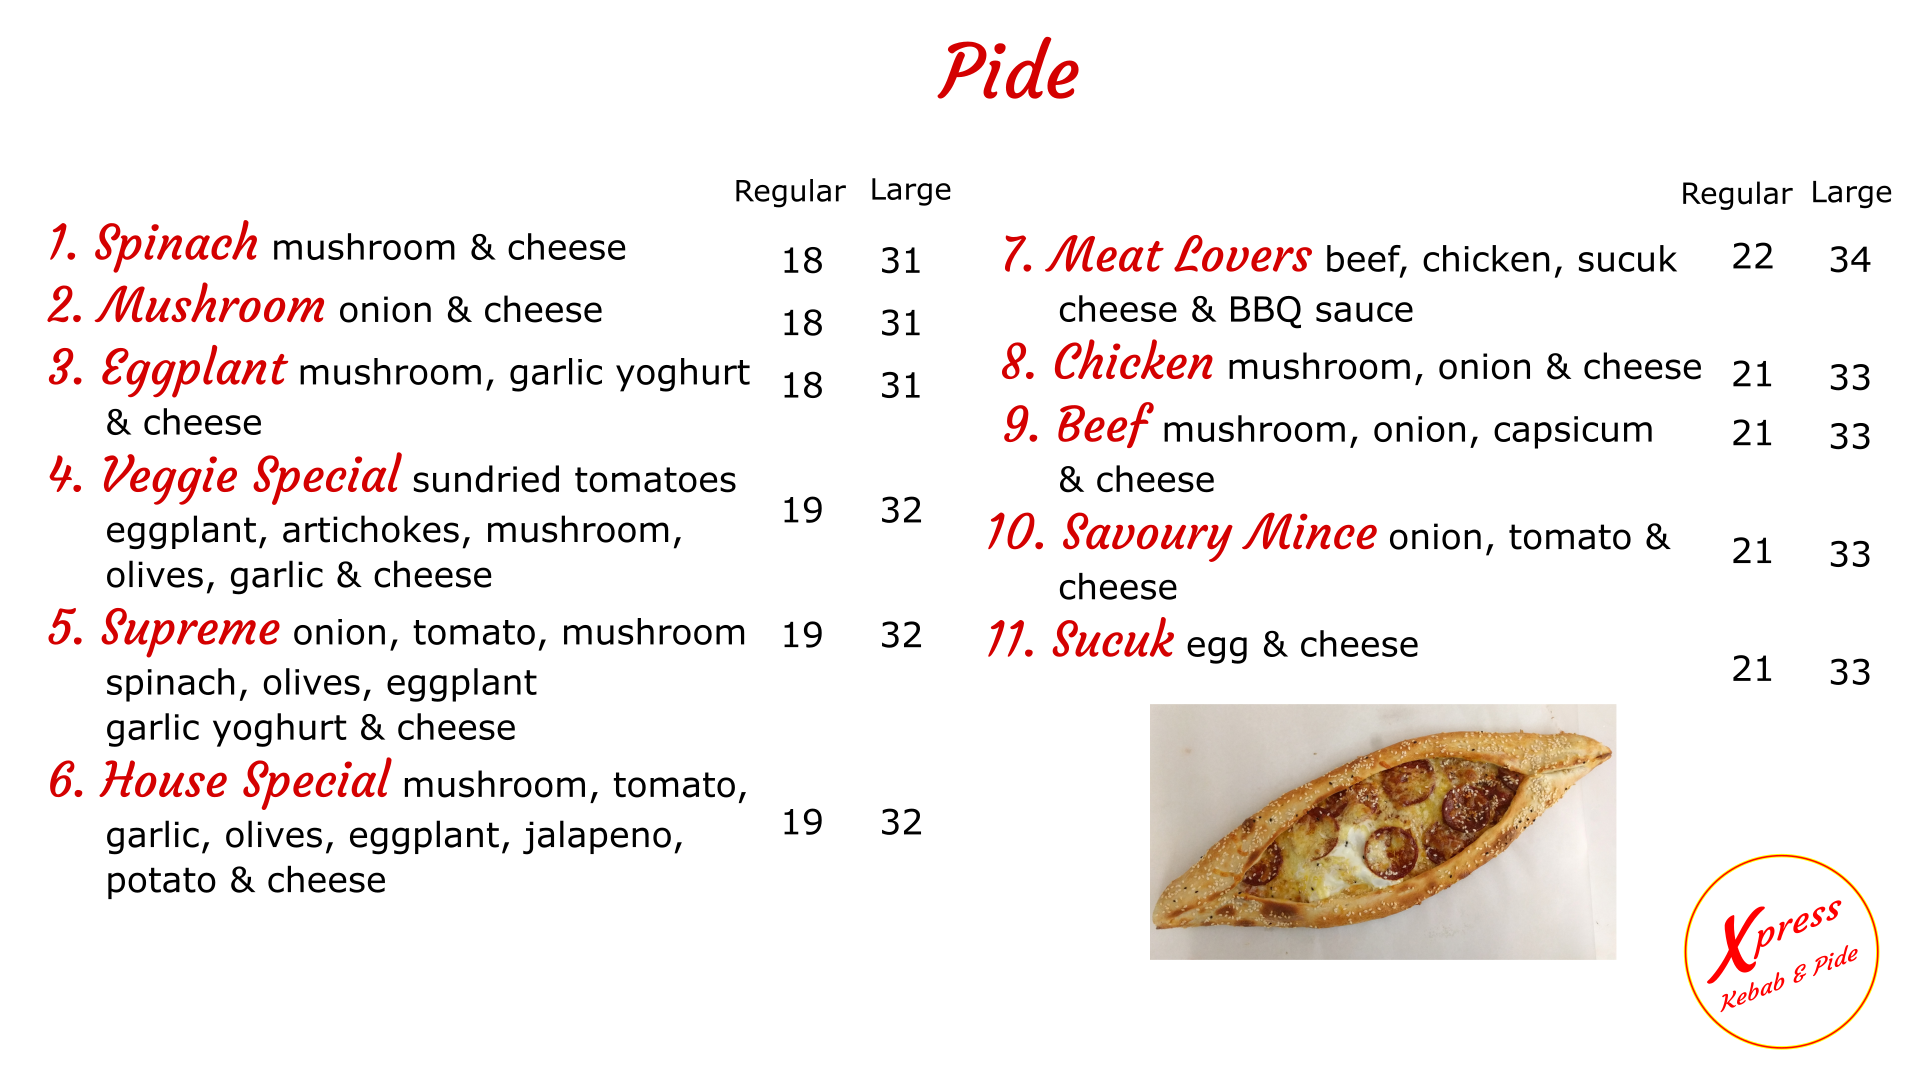 Pide
Regular Large
1. Spinach mushroom & cheese 18 31
2. Mushroom onion & cheese 18 31
3. Eggplant mushroom, garlic yoghurt 18 31
& cheese
4. Veggie Special sundried tomatoes 19 32
eggplant, artichokes, mushroom,
olives, garlic & cheese
5. Supreme onion, tomato, mushroom 19 32
spinach, olives, eggplant
garlic yoghurt & cheese
6. House Special mushroom, tomato,
garlic, olives, eggplant, jalapeno, 19 32
potato & cheese
Regular Large
7. Meat Lovers beef, chicken, sucuk 22 34
cheese & BBQ sauce
8. Chicken mushroom, onion & cheese 21 33
9. Beef mushroom, onion, capsicum 21 33
& cheese
10. Savoury Mince onion, tomato & 21 33
cheese
11. Sucuk egg & cheese 21 33
Xpress
Kebab & Pide